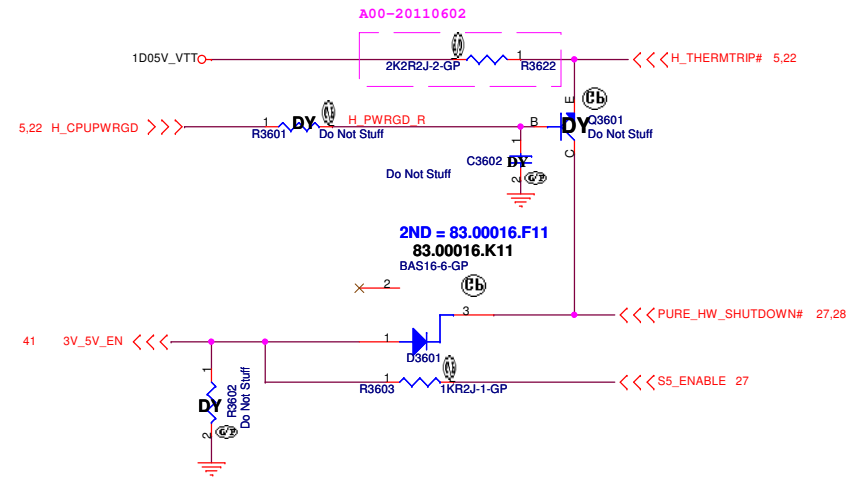 A00-20110602
1D05V_VTT
2K2R2J-2-GP
1
R3622
H_THERMTRIP# 5,22
5,22 H_CPUPWRGD
1
R3601
DY
Do Not Stuff
H_PWRGD_R
B
E
C
DY
Q3601
Do Not Stuff
1
C3602
DY
2
Do Not Stuff
2ND = 83.00016.F11
83.00016.K11
BAS16-6-GP
2
3
PURE_HW_SHUTDOWN# 27,28
41 3V_5V_EN
1
D3601
1
R3603
1KR2J-1-GP
S5_ENABLE 27
1
DY
2
R3602
Do Not Stuff